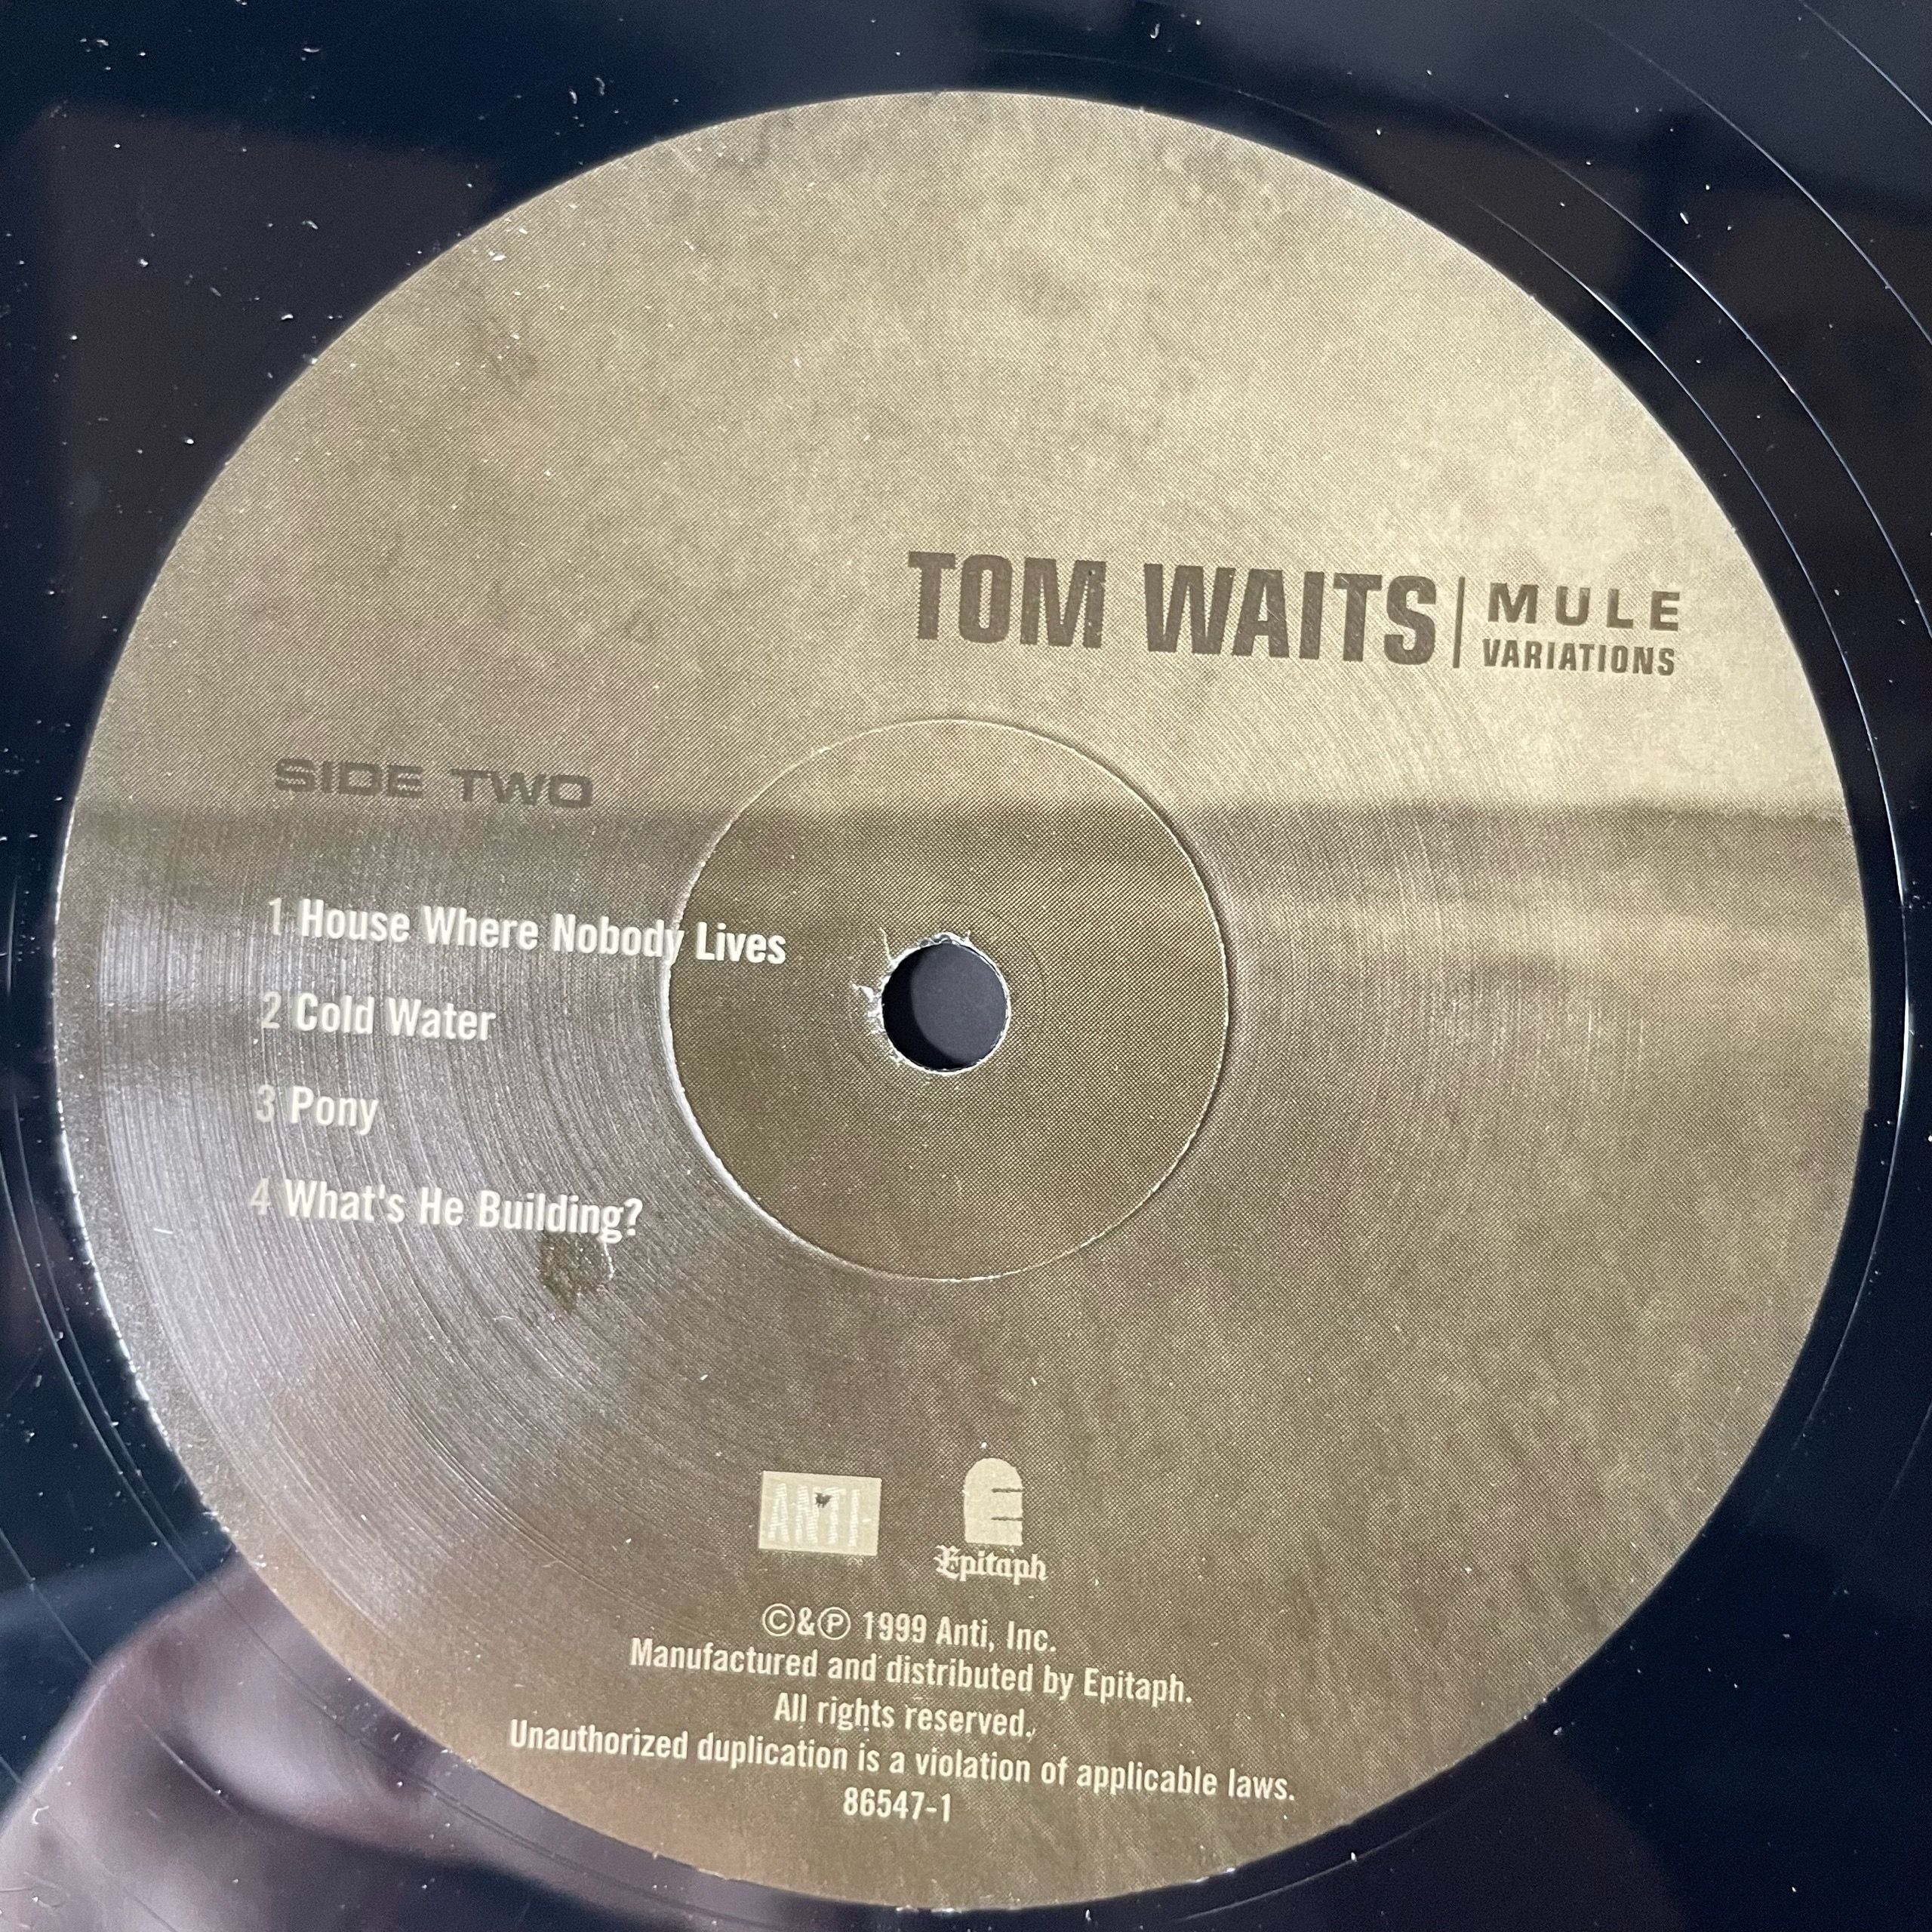 TOM WAITS | MULE
VARIATIONS
SIDE TWO
1 House Where Nobody Lives
2 Cold Water
3 Pony
4 What's He Building?
ANTI
Epitaph
©&℗ 1999 Anti, Inc.
Manufactured and distributed by Epitaph.
All rights reserved.
Unauthorized duplication is a violation of applicable laws.
86547-1